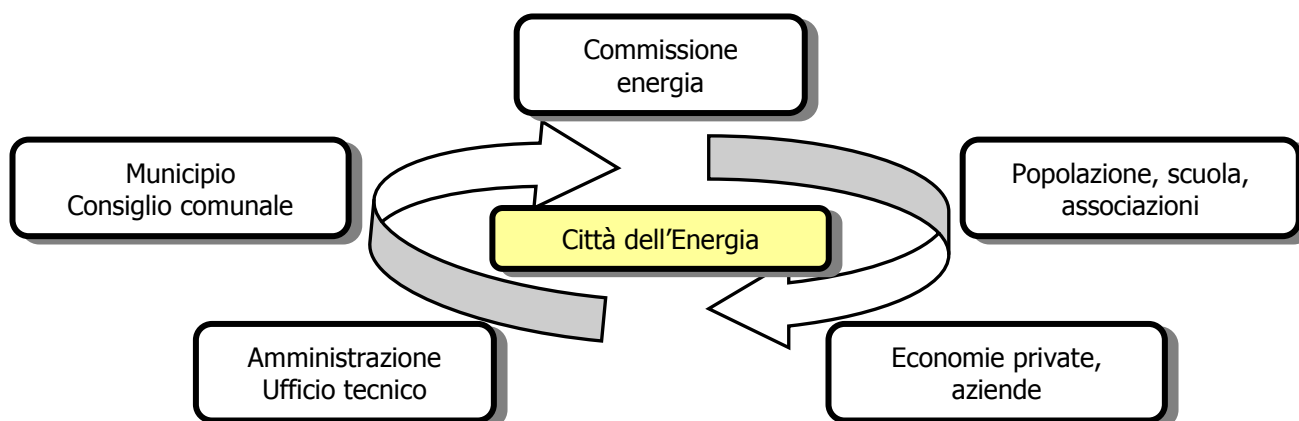 Commissione
energia
Municipio
Consiglio comunale
Popolazione, scuola,
associazioni
Città dell’Energia
Amministrazione
Ufficio tecnico
Economie private,
aziende